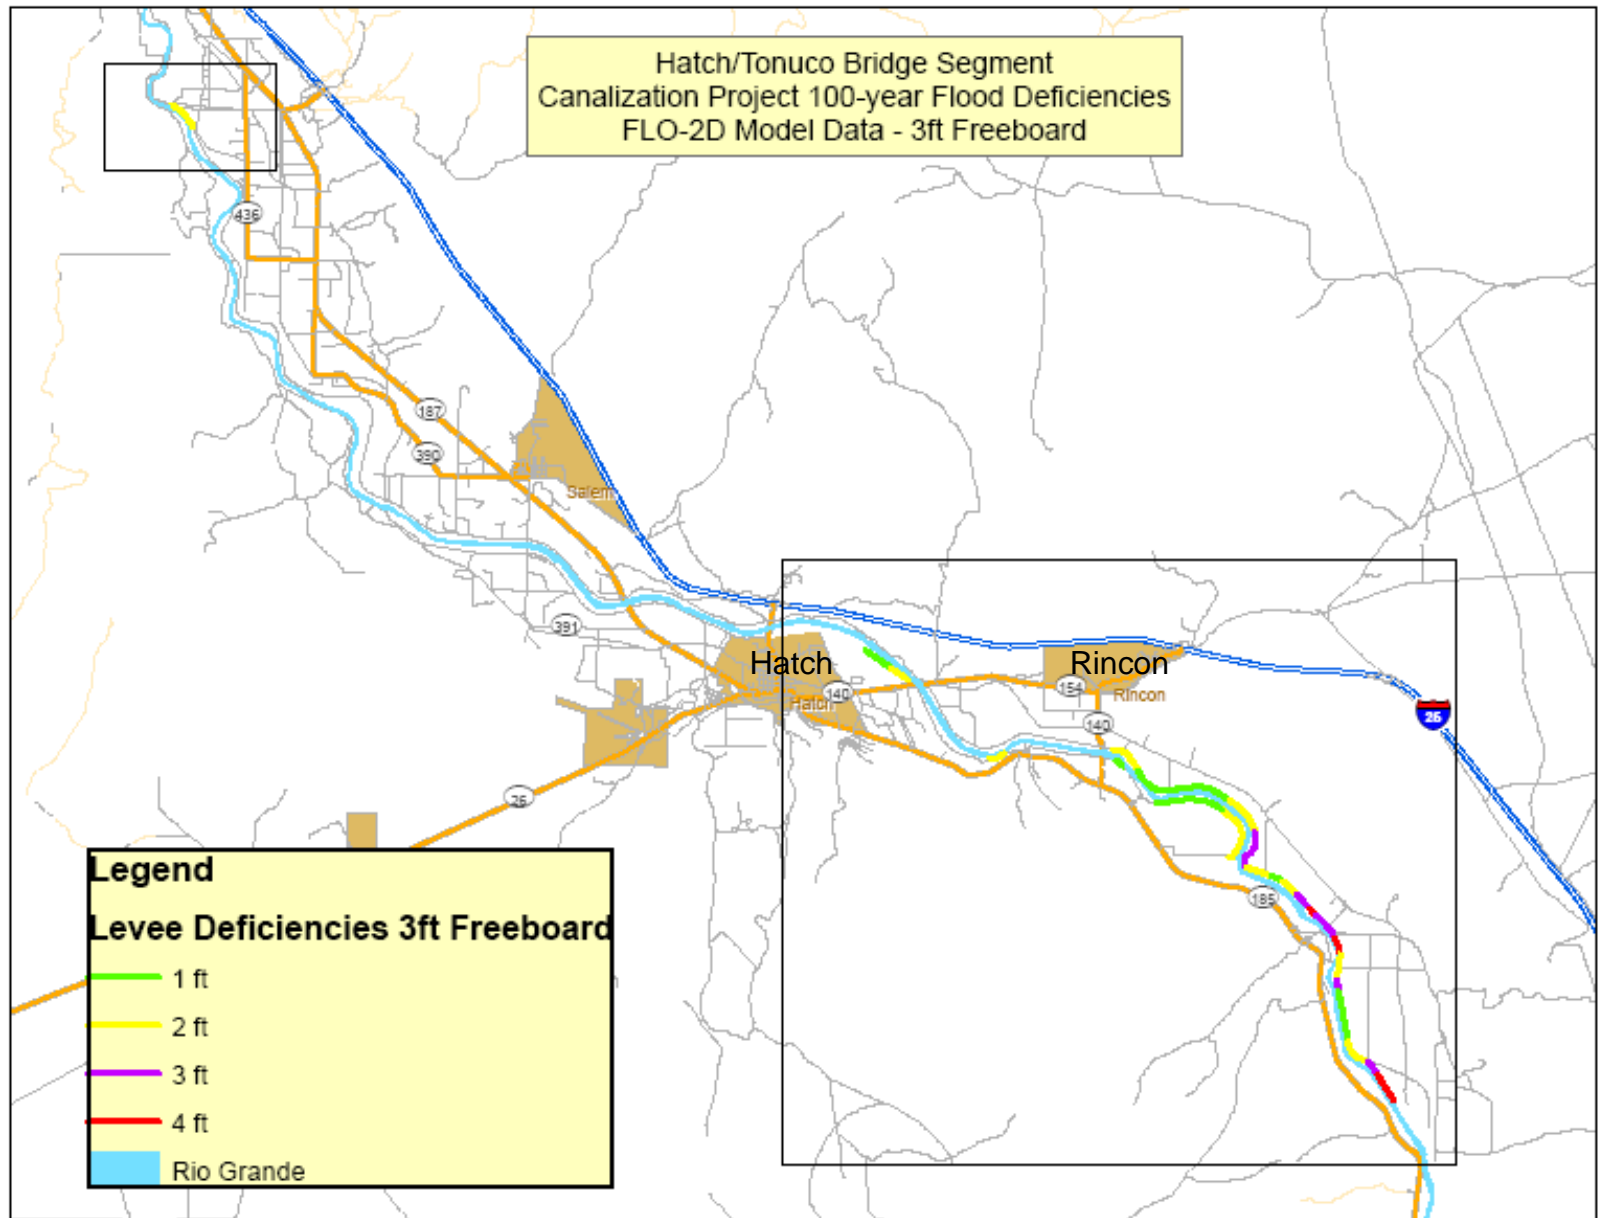 Hatch/Tonuco Bridge Segment
Canalization Project 100-year Flood Deficiencies
FLO-2D Model Data - 3ft Freeboard
436
187
390
Salem
391
Hatch
Rincon
154
Rincon
140
Hatch
140
25
26
185
Legend
Levee Deficiencies 3ft Freeboard
1 ft
2 ft
3 ft
4 ft
Rio Grande